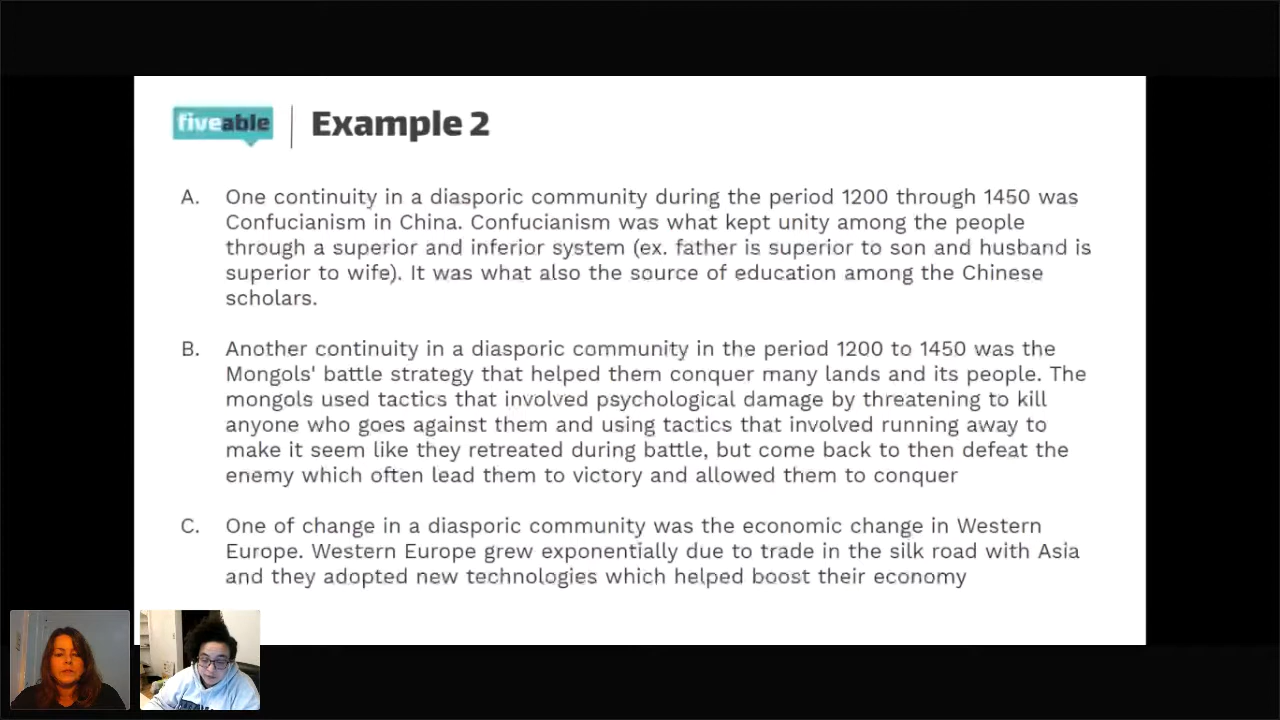 fiveable
Example 2
A. One continuity in a diasporic community during the period 1200 through 1450 was
Confucianism in China. Confucianism was what kept unity among the people
through a superior and inferior system (ex. father is superior to son and husband is
superior to wife). It was what also the source of education among the Chinese
scholars.
B. Another continuity in a diasporic community in the period 1200 to 1450 was the
Mongols' battle strategy that helped them conquer many lands and its people. The
mongols used tactics that involved psychological damage by threatening to kill
anyone who goes against them and using tactics that involved running away to
make it seem like they retreated during battle, but come back to then defeat the
enemy which often lead them to victory and allowed them to conquer
C. One of change in a diasporic community was the economic change in Western
Europe. Western Europe grew exponentially due to trade in the silk road with Asia
and they adopted new technologies which helped boost their economy